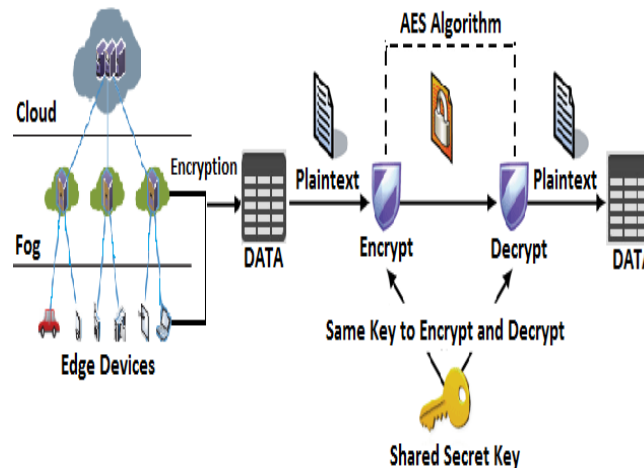 AES Algorithm
Cloud
Encryption
Plaintext
Plaintext
Fog
DATA
Encrypt
Decrypt
DATA
Edge Devices
Same Key to Encrypt and Decrypt
Shared Secret Key